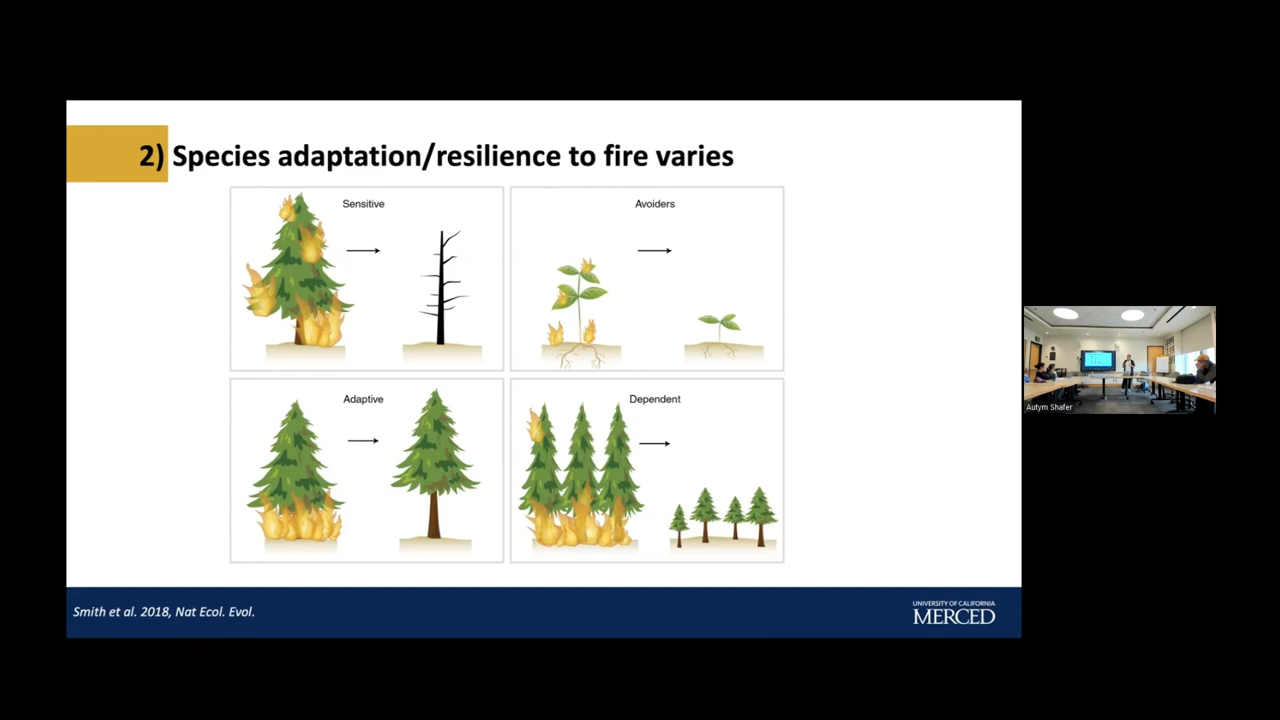 2) Species adaptation/resilience to fire varies
Sensitive
Avoiders
Adaptive
Dependent
Smith et al. 2018, Nat Ecol. Evol.
UNIVERSITY OF CALIFORNIA
MERCED
Autym Shafer